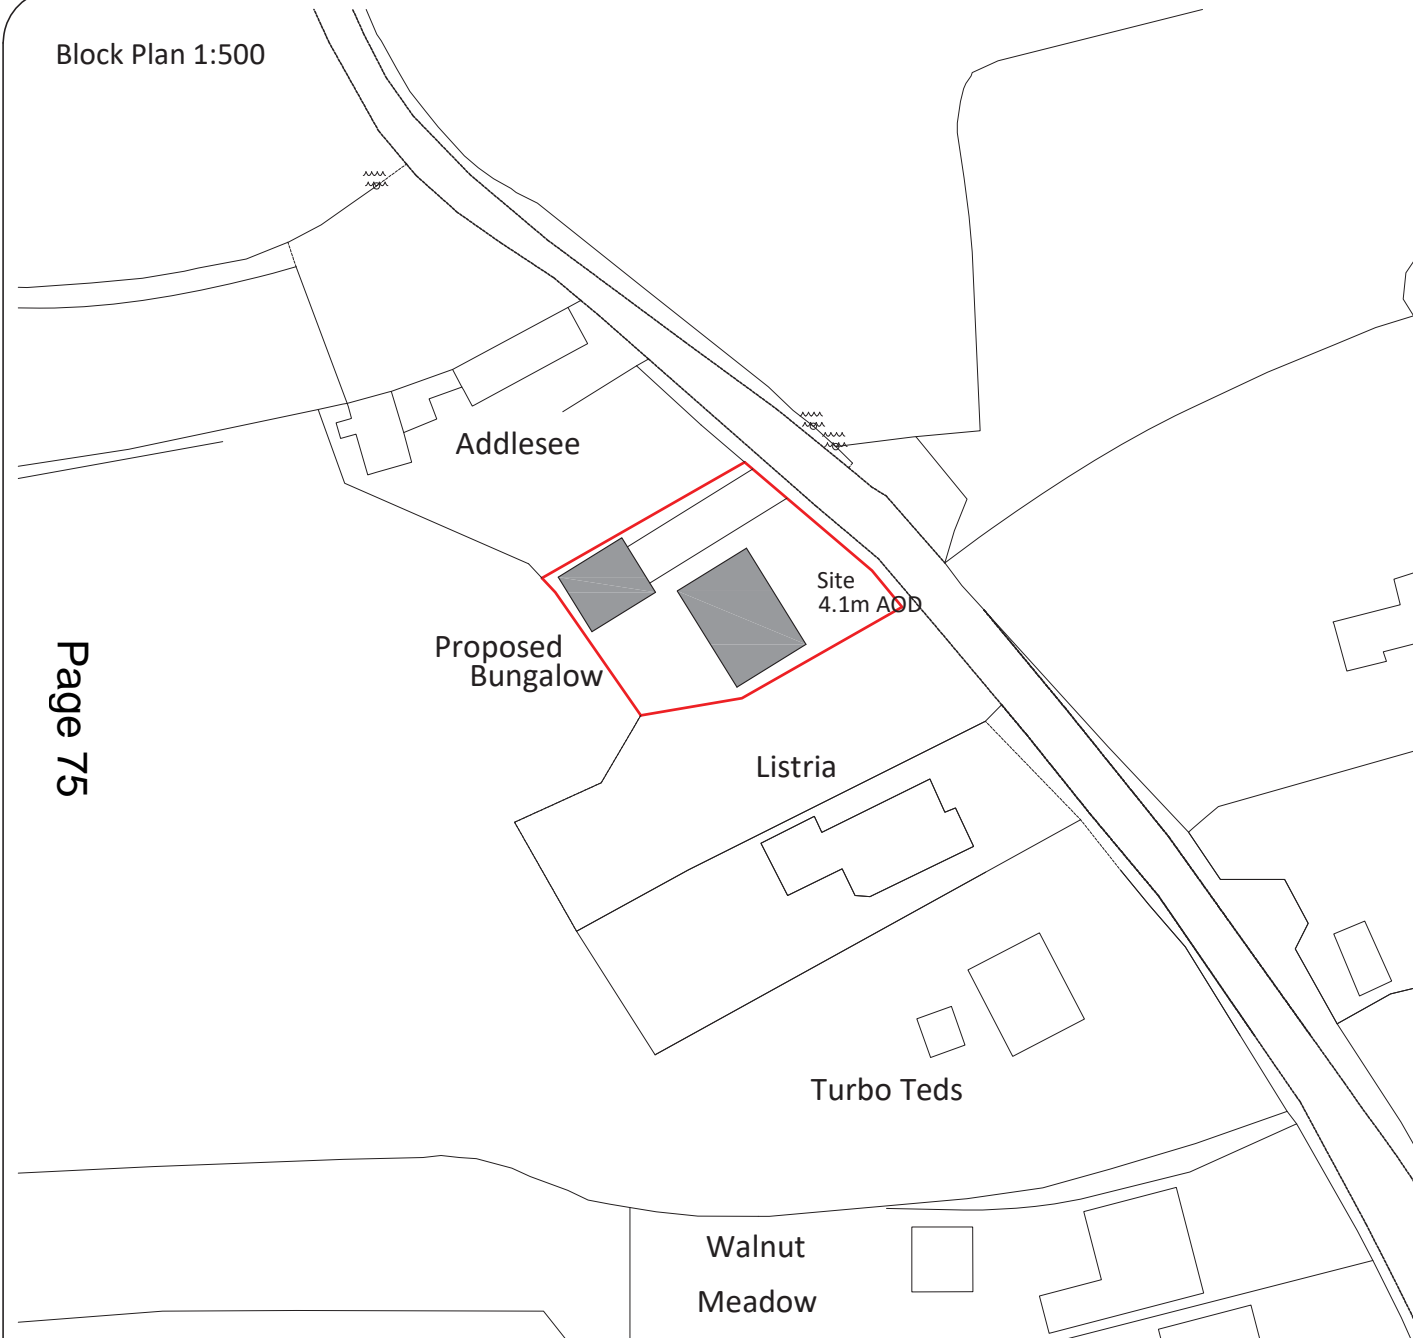 Block Plan 1:500
Addlesee
Site
4.1m AOD
Proposed
Bungalow
Page 75
Listria
Turbo Teds
Walnut
Meadow